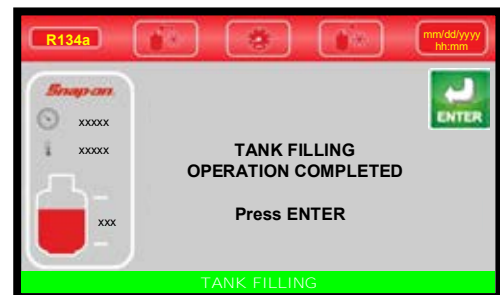 R134a
mm/dd/yyyy
hh:mm
Snap-on
xxxxx
xxxxx
xxx
ENTER
TANK FILLING
OPERATION COMPLETED
Press ENTER
TANK FILLING